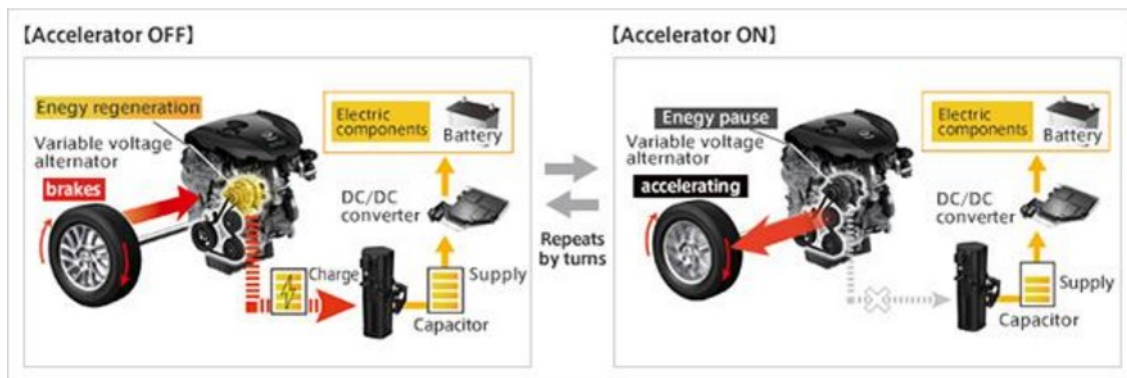 【Accelerator OFF】
Enegy regeneration
Variable voltage
alternator
brakes
Electric
components
Battery
DC/DC
converter
Charge
Supply
Capacitor
Repeats
by turns
【Accelerator ON】
Enegy pause
Variable voltage
alternator
accelerating
Electric
components
Battery
DC/DC
converter
Supply
Capacitor